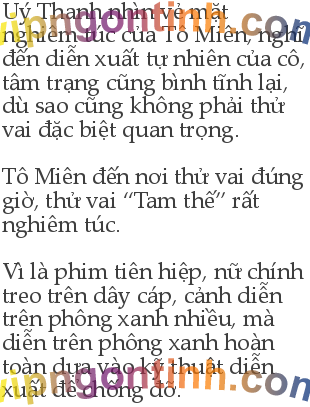 Uý Thanh nhìn vẻ mặt
nghiêm túc của Tô Miên, nghĩ
đến diễn xuất tự nhiên của cô,
tâm trạng cũng bình tĩnh lại,
dù sao cũng không phải thử
vai đặc biệt quan trọng.
Tô Miên đến nơi thử vai đúng
giờ, thử vai “Tam thế” rất
nghiêm túc.
Vì là phim tiên hiệp, nữ chính
treo trên dây cáp, cảnh diễn
trên phông xanh nhiều, mà
diễn trên phông xanh hoàn
toàn dựa vào kỹ thuật diễn
xuất để chống đỡ.
vipngontinh.com
vipngontinh.com